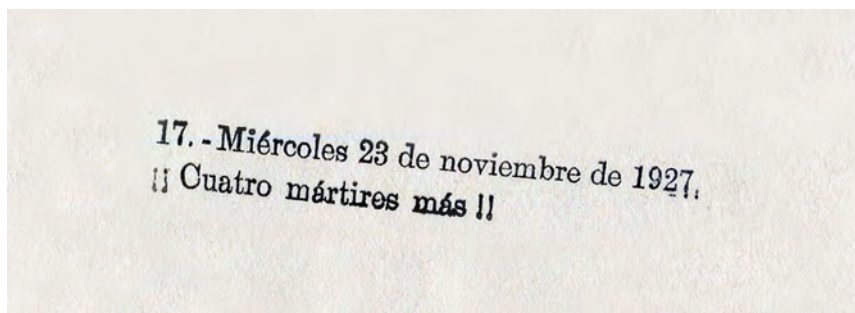 17. - Miércoles 23 de noviembre de 1927.
¡¡ Cuatro mártires más !!